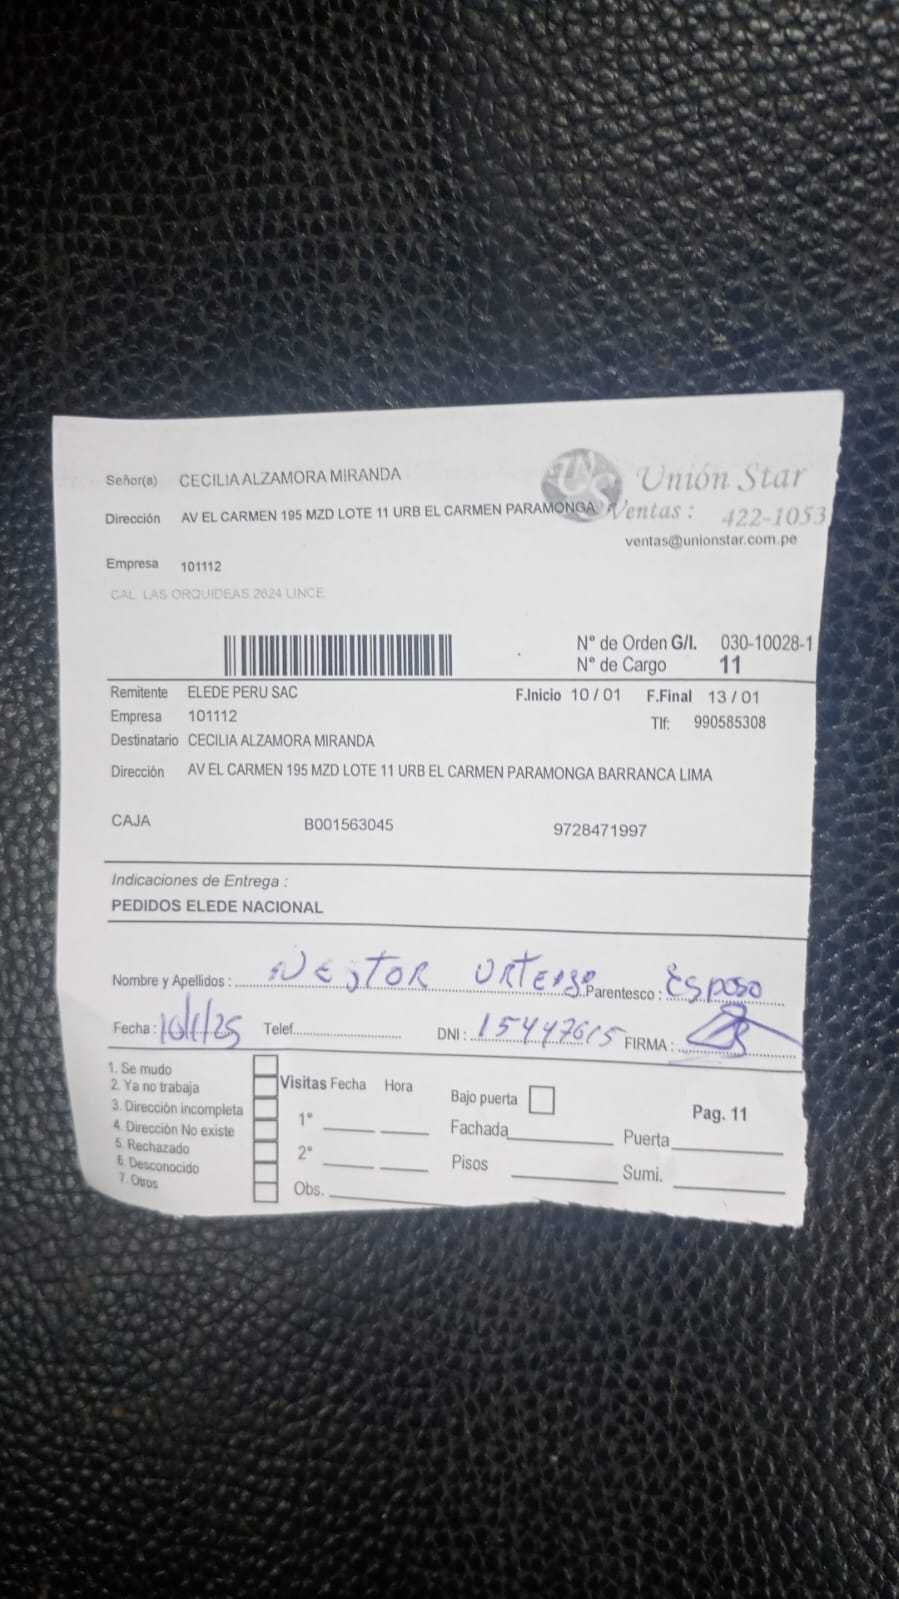 Señor(a) CECILIA ALZAMORA MIRANDA
UNS Unión Star
Dirección AV EL CARMEN 195 MZD LOTE 11 URB EL CARMEN PARAMONGA Ventas : 422-1053
ventas@unionstar.com.pe
Empresa 101112
CAL LAS ORQUIDEAS 2624 LINCE
N° de Orden G/I. 030-10028-1
N° de Cargo 11
Remitente ELEDE PERU SAC F.Inicio 10 / 01 F.Final 13 / 01
Empresa 101112 Tlf: 990585308
Destinatario CECILIA ALZAMORA MIRANDA
Dirección AV EL CARMEN 195 MZD LOTE 11 URB EL CARMEN PARAMONGA BARRANCA LIMA
CAJA B001563045 9728471997
Indicaciones de Entrega :
PEDIDOS ELEDE NACIONAL
Nombre y Apellidos : NESTOR Parentesco : Esposo
Fecha : 10/1/25 Telef. DNI : 15447615 FIRMA :
1. Se mudo
2. Ya no trabaja
3. Dirección incompleta
4. Dirección No existe
5. Rechazado
6. Desconocido
7. Otros
Visitas Fecha Hora
1°
2°
Obs.
Bajo puerta
Fachada
Pisos
Pag. 11
Puerta
Sumi.